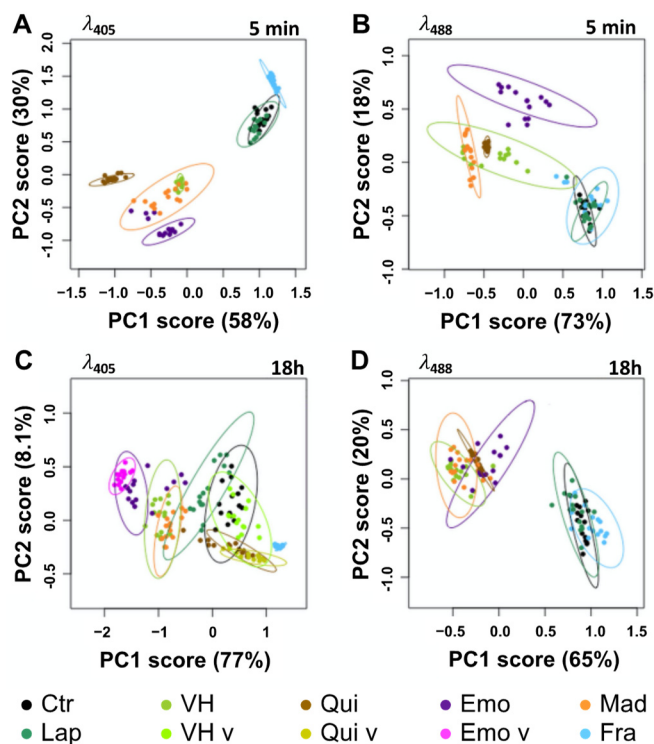 A λ405 5 min
2.0
1.5
1.0
0.5
0.0
−0.5
−1.0
PC2 score (30%)
−1.5 −1.0 −0.5 0.0 0.5 1.0 1.5
PC1 score (58%)
B λ488 5 min
1.0
0.5
0.0
−0.5
−1.0
PC2 score (18%)
−1.0 −0.5 0.0 0.5 1.0 1.5
PC1 score (73%)
C λ405 18h
1.0
0.5
0.0
−0.5
PC2 score (8.1%)
−2 −1 0 1
PC1 score (77%)
D λ488 18h
1.0
0.5
0.0
−0.5
−1.0
PC2 score (20%)
−0.5 0.0 0.5 1.0 1.5
PC1 score (65%)
Ctr VH Qui Emo Mad
Lap VH v Qui v Emo v Fra